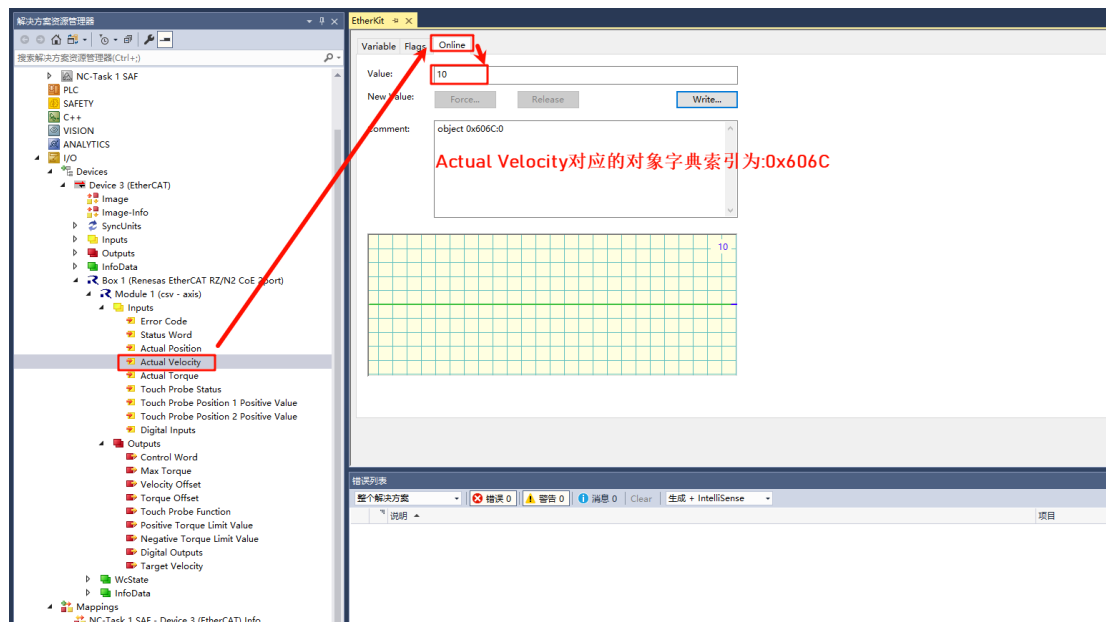 解决方案资源管理器
搜索解决方案资源管理器(Ctrl+;)
NC-Task 1 SAF
PLC
SAFETY
C++
VISION
ANALYTICS
I/O
Devices
Device 3 (EtherCAT)
Image
Image-Info
SyncUnits
Inputs
Outputs
InfoData
Box 1 (Renesas EtherCAT RZ/N2 CoE 2port)
Module 1 (csv - axis)
Inputs
Error Code
Status Word
Actual Position
Actual Velocity
Actual Torque
Touch Probe Status
Touch Probe Position 1 Positive Value
Touch Probe Position 2 Positive Value
Digital Inputs
Outputs
Control Word
Max Torque
Velocity Offset
Torque Offset
Touch Probe Function
Positive Torque Limit Value
Negative Torque Limit Value
Digital Outputs
Target Velocity
WcState
InfoData
Mappings
NC-Task 1 SAF - Device 3 (EtherCAT) Info
EtherKit
Variable Flags Online
Value: 10
New Value: Force... Release Write...
Comment: object 0x606C:0
Actual Velocity对应的对象字典索引为:0x606C
10
错误列表
整个解决方案 错误 0 警告 0 消息 0 Clear 生成 + IntelliSense
说明 项目